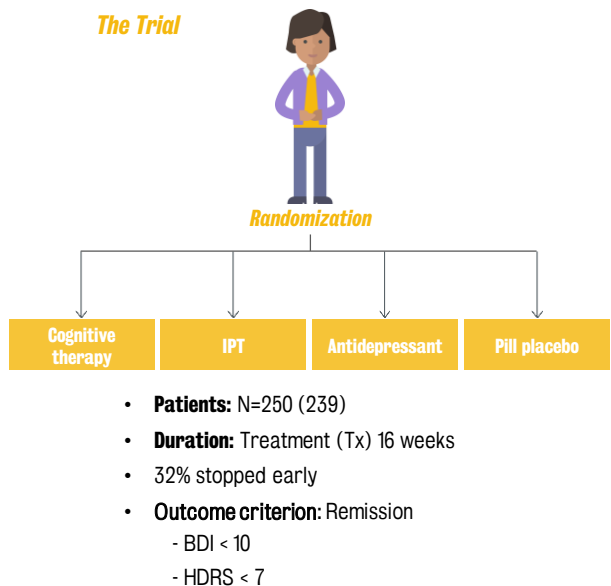 The Trial
Randomization
Cognitive
therapy
IPT
Antidepressant
Pill placebo
• Patients: N=250 (239)
• Duration: Treatment (Tx) 16 weeks
• 32% stopped early
• Outcome criterion: Remission
- BDI < 10
- HDRS < 7